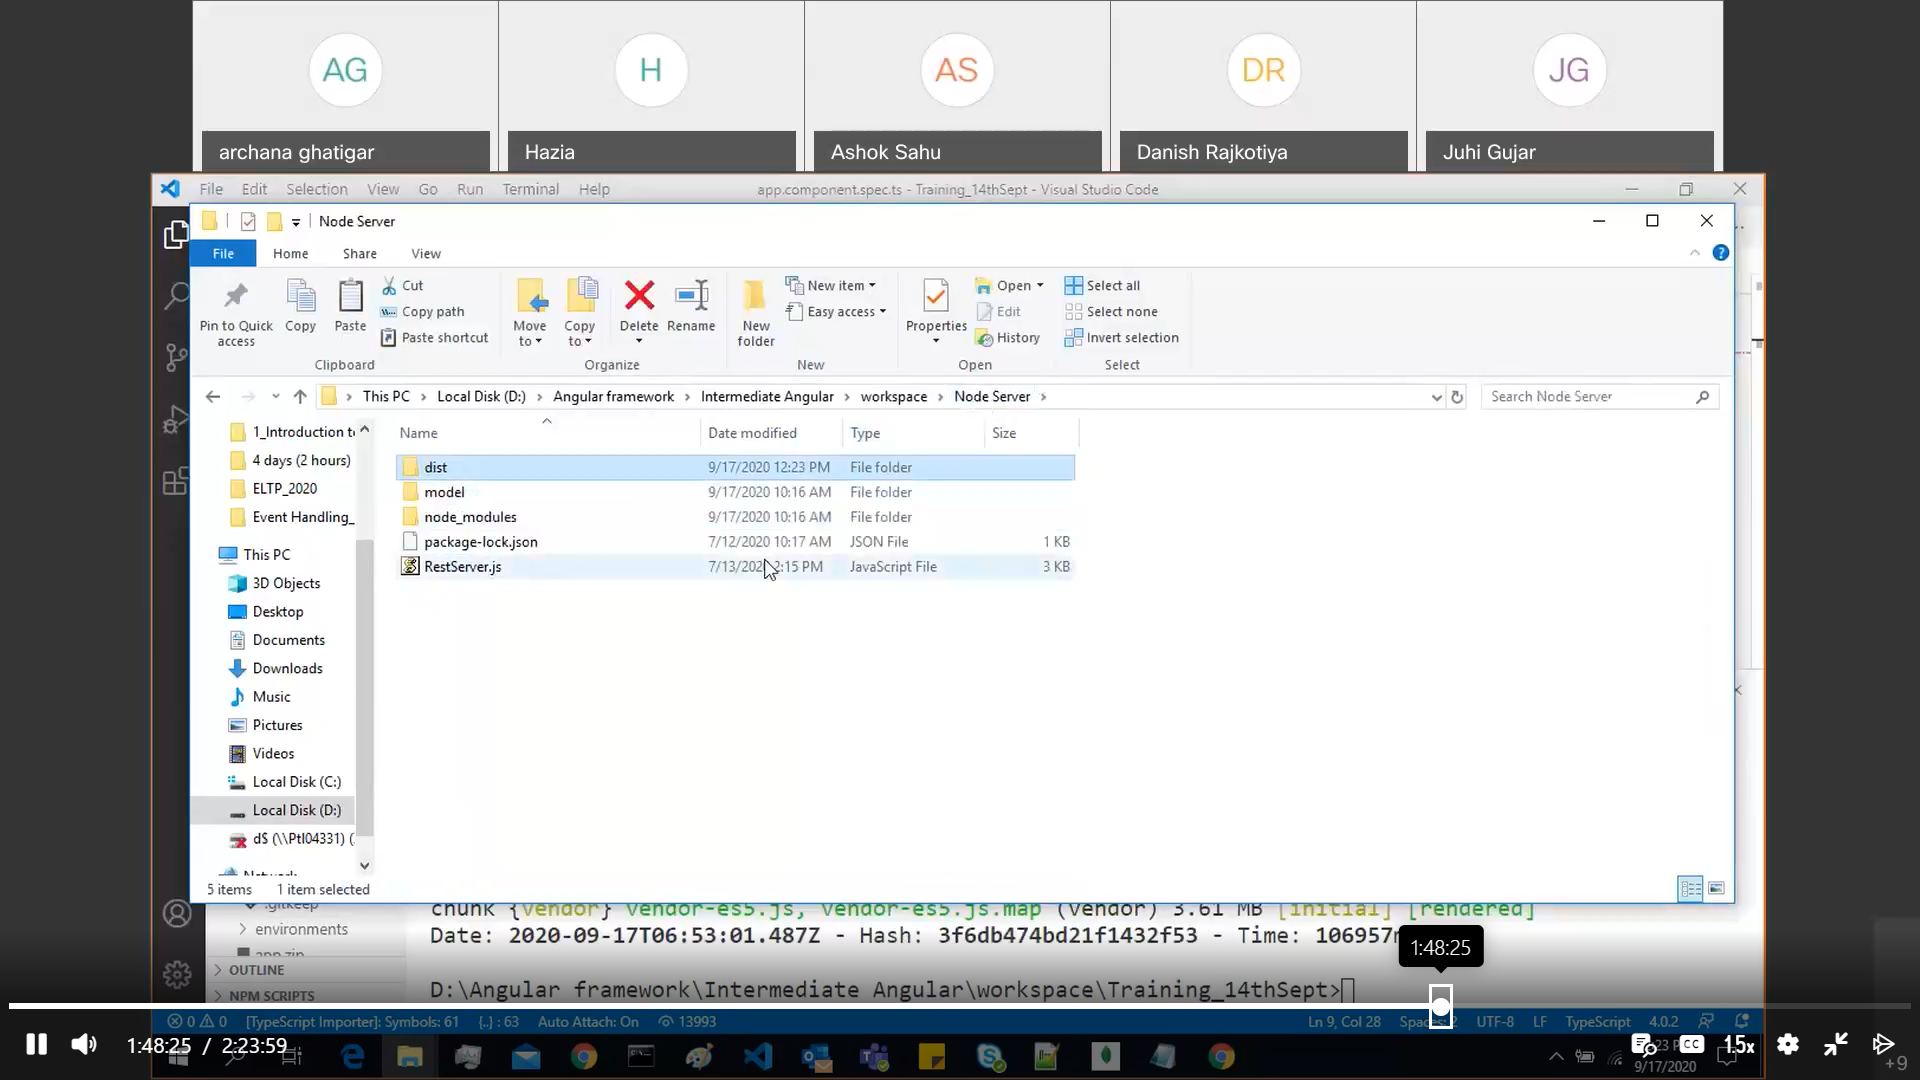 AG
H
AS
DR
JG
archana ghatigar
Hazia
Ashok Sahu
Danish Rajkotiya
Juhi Gujar
File Edit Selection View Go Run Terminal Help
app.component.spec.ts - Training_14thSept - Visual Studio Code
Node Server
File Home Share View
Pin to Quick access
Copy
Paste
Cut
Copy path
Paste shortcut
Clipboard
Move to
Copy to
Delete
Rename
Organize
New folder
New item
Easy access
New
Properties
Open
Edit
History
Open
Select all
Select none
Invert selection
Select
This PC › Local Disk (D:) › Angular framework › Intermediate Angular › workspace › Node Server ›
Search Node Server
1_Introduction t
4 days (2 hours)
ELTP_2020
Event Handling_
This PC
3D Objects
Desktop
Documents
Downloads
Music
Pictures
Videos
Local Disk (C:)
Local Disk (D:)
d$ (\\Ptl04331) (
Network
Name Date modified Type Size
dist 9/17/2020 12:23 PM File folder
model 9/17/2020 10:16 AM File folder
node_modules 9/17/2020 10:16 AM File folder
package-lock.json 7/12/2020 10:17 AM JSON File 1 KB
RestServer.js 7/13/202 2:15 PM JavaScript File 3 KB
5 items 1 item selected
.gitkeep
environments
app.zip
OUTLINE
NPM SCRIPTS
chunk {vendor} vendor-es5.js, vendor-es5.js.map (vendor) 3.61 MB [initial] [rendered]
Date: 2020-09-17T06:53:01.487Z - Hash: 3f6db474bd21f1432f53 - Time: 106957
D:\Angular framework\Intermediate Angular\workspace\Training_14thSept>
1:48:25
0 0 [TypeScript Importer]: Symbols: 61 {..} : 63 Auto Attach: On 13993
Ln 9, Col 28 Spaces: 2 UTF-8 LF TypeScript 4.0.2
1:48:25 / 2:23:59
CC
1.5x
9/17/2020
+9